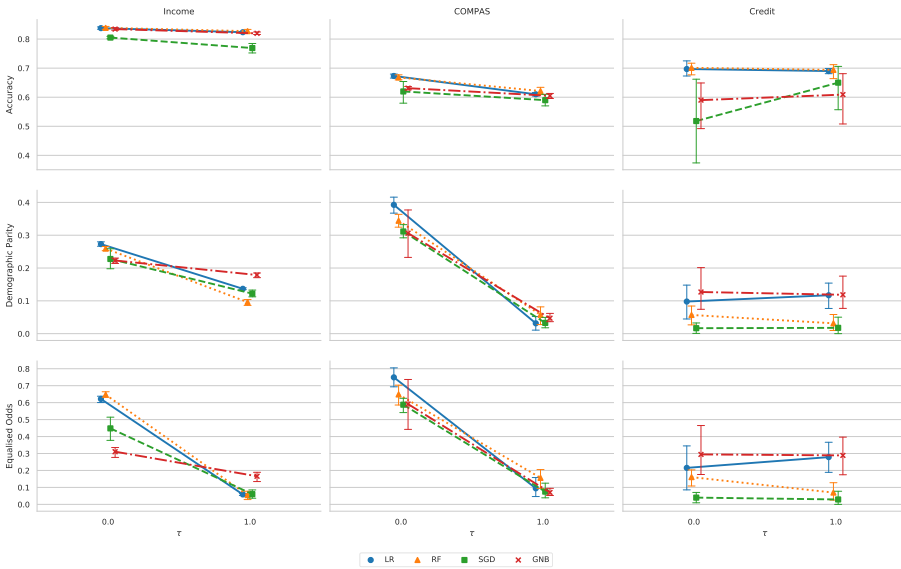 Income COMPAS Credit
Accuracy
0.8
0.7
0.6
0.5
0.4
Demographic Parity
0.4
0.3
0.2
0.1
0.0
Equalised Odds
0.8
0.7
0.6
0.5
0.4
0.3
0.2
0.1
0.0
0.0 1.0 0.0 1.0 0.0 1.0
τ τ τ
LR RF SGD GNB